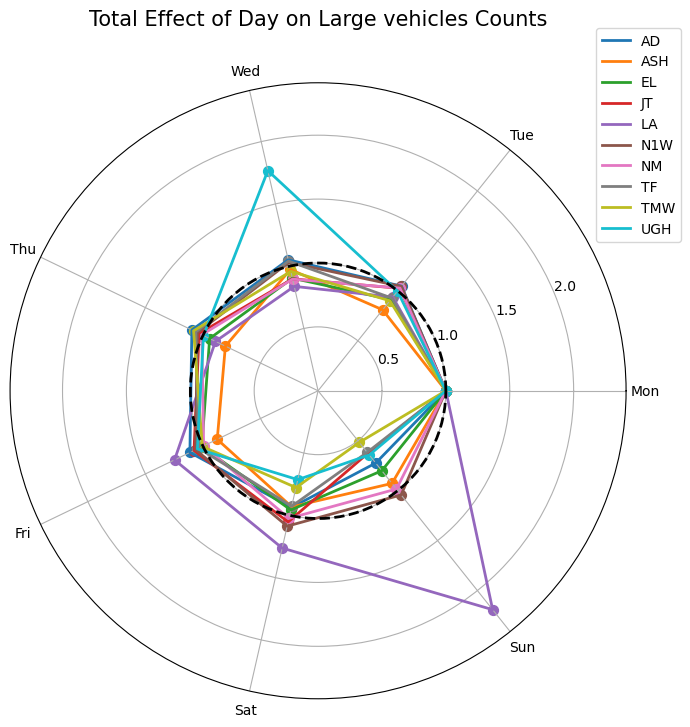 Total Effect of Day on Large vehicles Counts
AD
ASH
EL
JT
LA
N1W
NM
TF
TMW
UGH
Wed
Tue
Thu
2.0
1.5
1.0
0.5
Mon
Fri
Sun
Sat